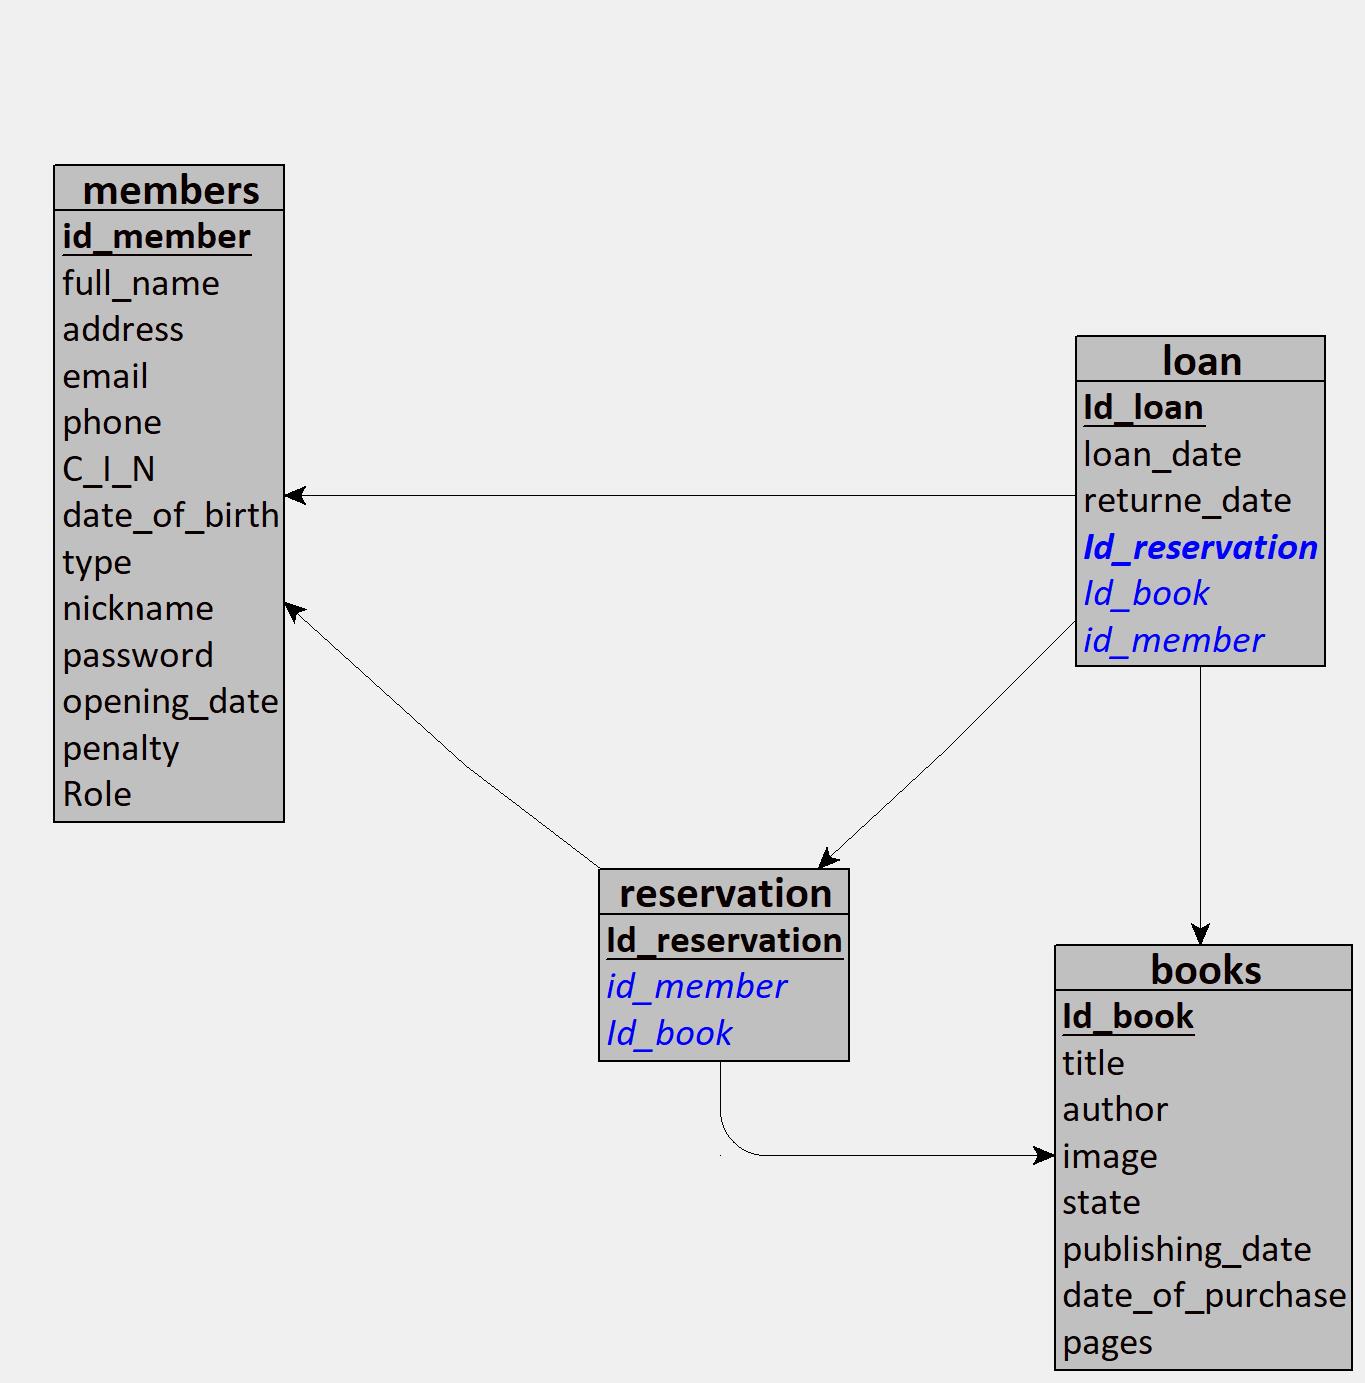 members
id_member
full_name
address
email
phone
C_I_N
date_of_birth
type
nickname
password
opening_date
penalty
Role
loan
Id_loan
loan_date
returne_date
Id_reservation
Id_book
id_member
reservation
Id_reservation
id_member
Id_book
books
Id_book
title
author
image
state
publishing_date
date_of_purchase
pages